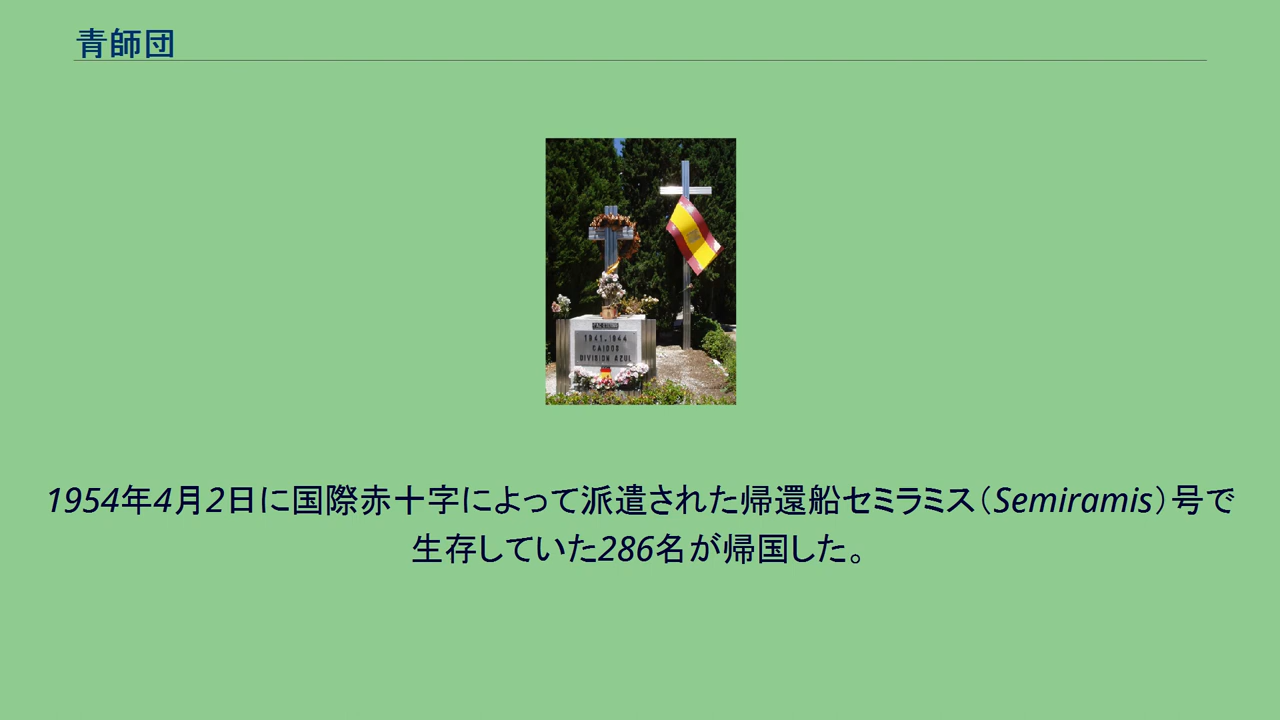 青師団
1941-1944
CAIDOS
DIVISION AZUL
1954年4月2日に国際赤十字によって派遣された帰還船セミラミス（Semiramis）号で
生存していた286名が帰国した。